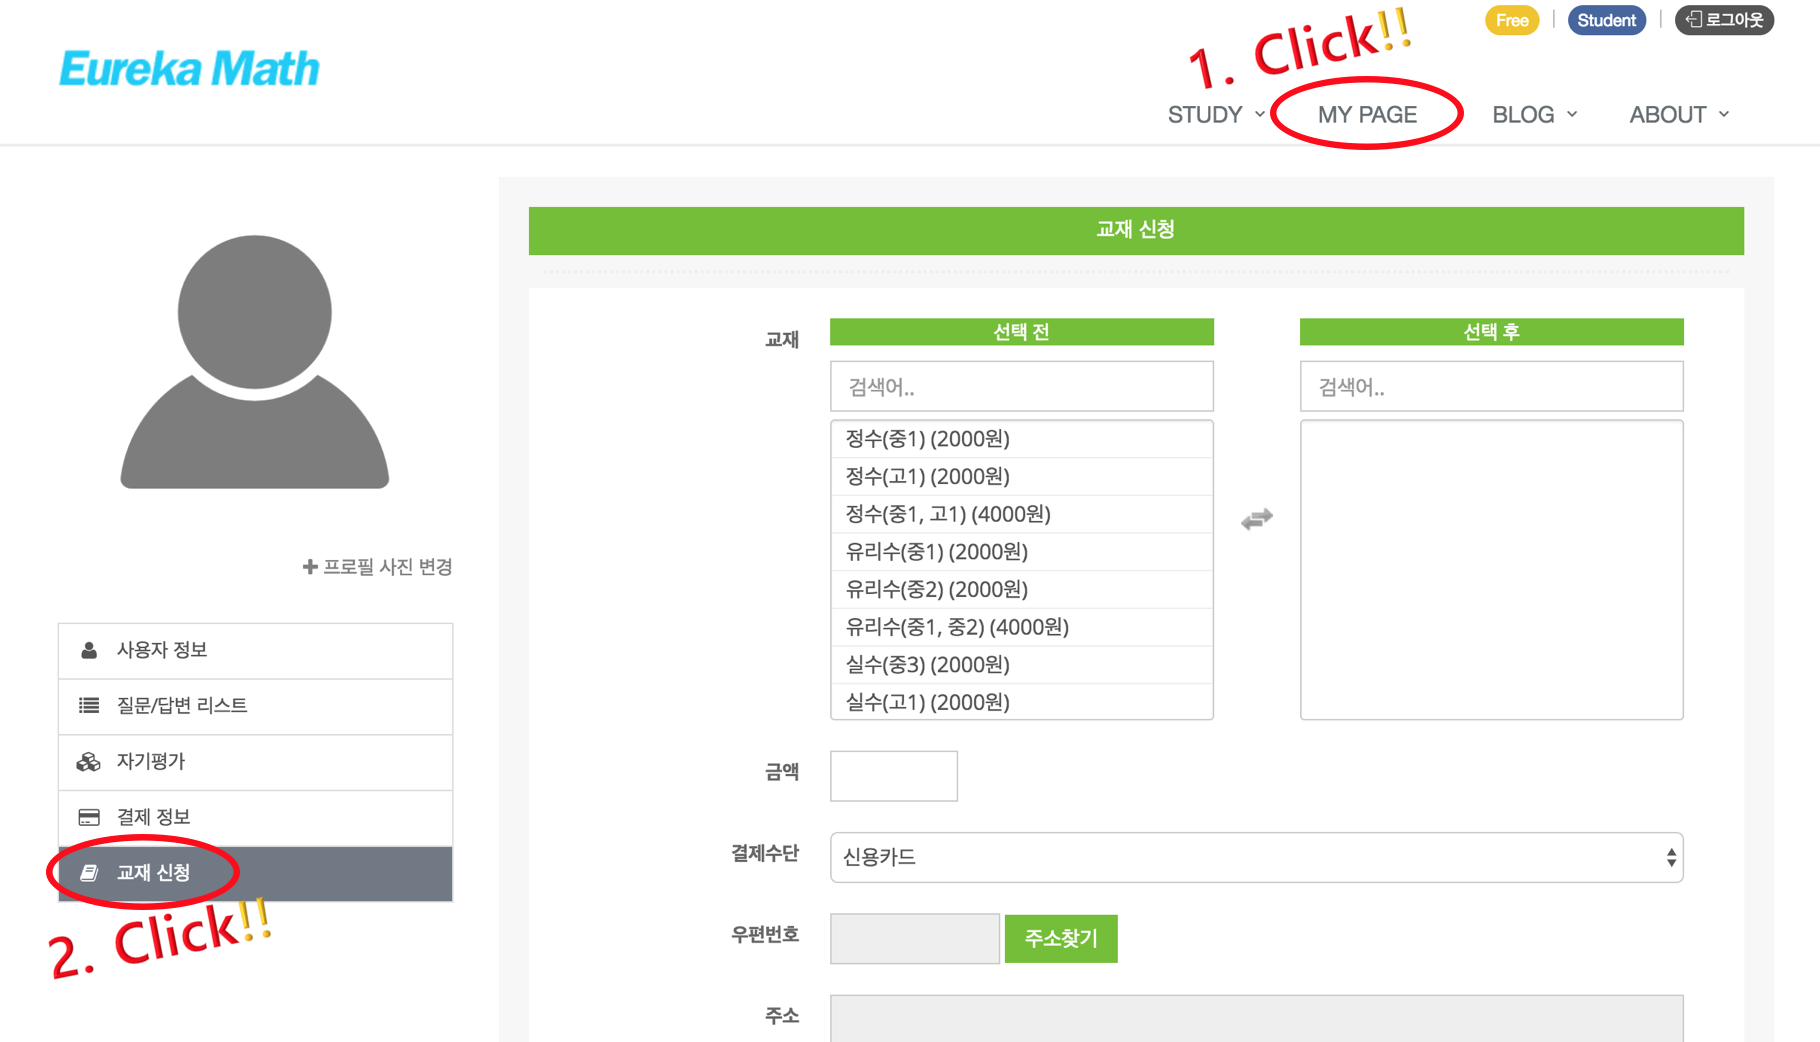 Free
Student
로그아웃
1. Click!!
Eureka Math
STUDY
MY PAGE
BLOG
ABOUT
교재 신청
교재
선택 전
선택 후
검색어..
검색어..
정수(중1) (2000원)
정수(고1) (2000원)
정수(중1, 고1) (4000원)
유리수(중1) (2000원)
유리수(중2) (2000원)
유리수(중1, 중2) (4000원)
실수(중3) (2000원)
실수(고1) (2000원)
프로필 사진 변경
사용자 정보
질문/답변 리스트
자기평가
결제 정보
교재 신청
2. Click!!
금액
결제수단
신용카드
우편번호
주소찾기
주소